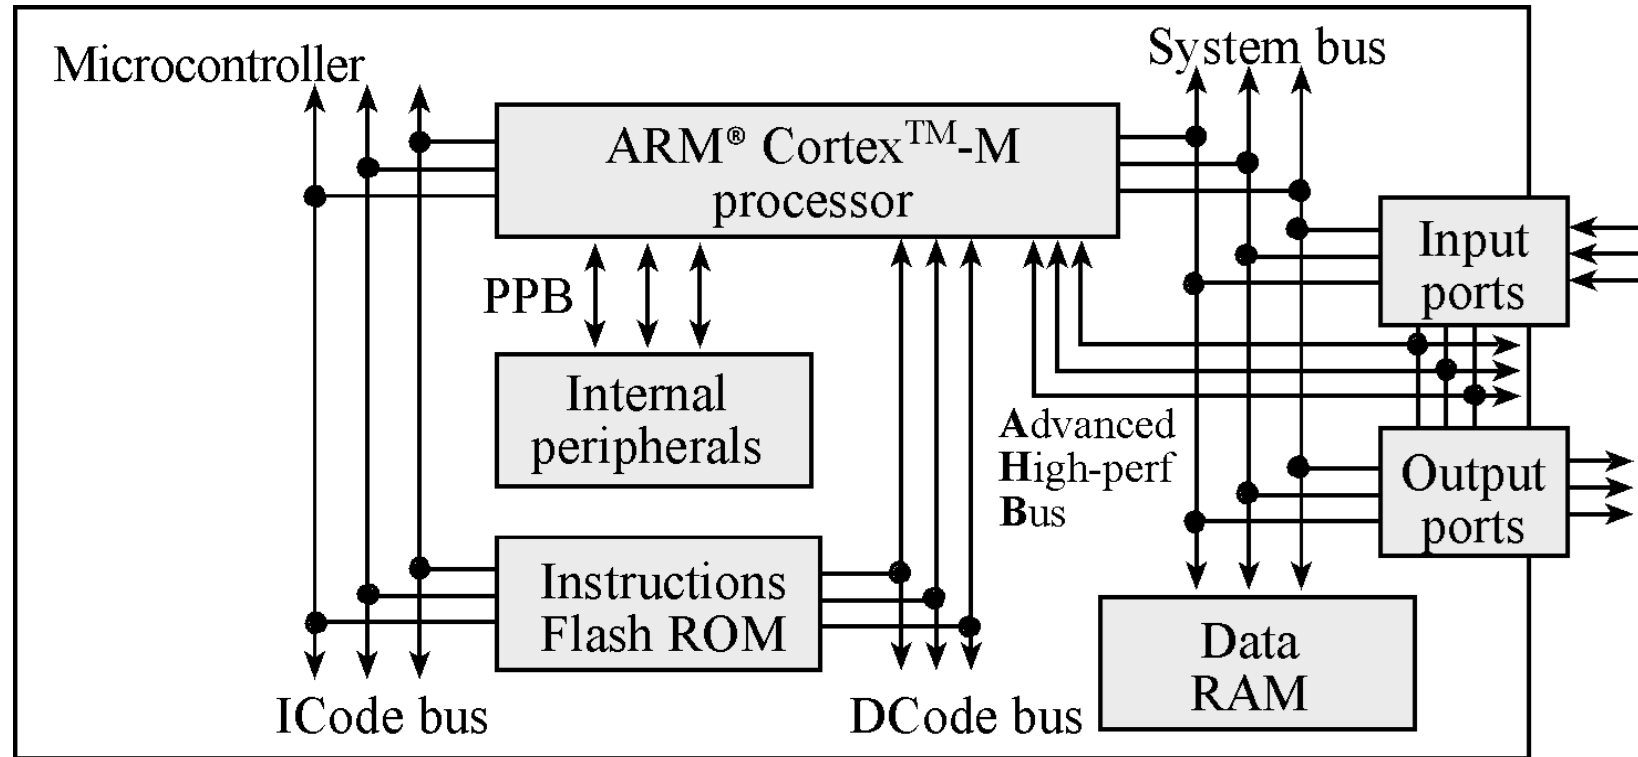 Microcontroller
System bus
ARM® Cortex™-M
processor
Input
ports
PPB
Internal
peripherals
Advanced
High-perf
Bus
Output
ports
Instructions
Flash ROM
Data
RAM
ICode bus
DCode bus